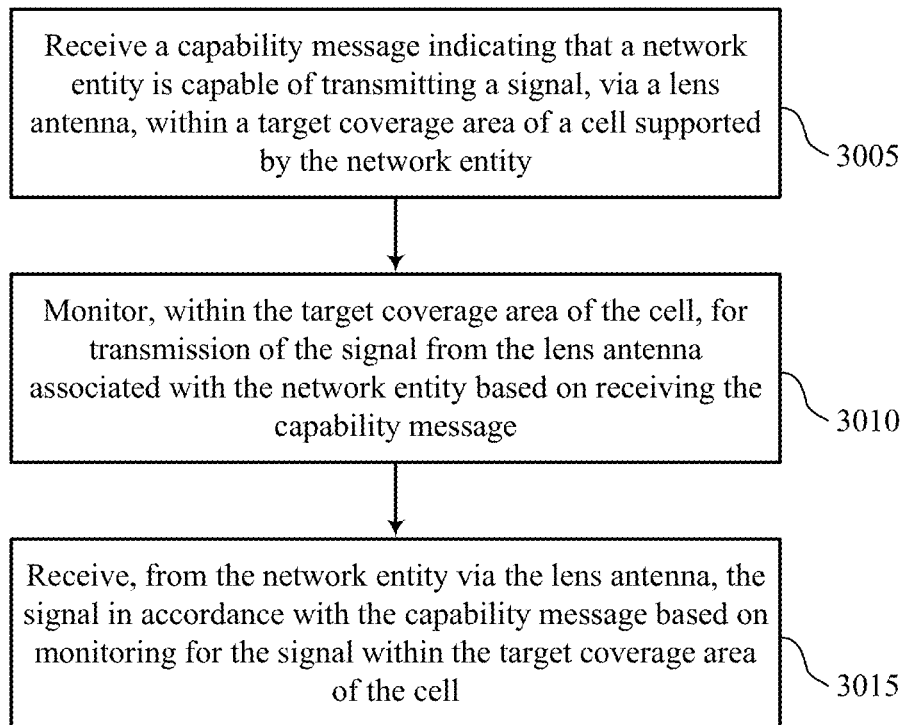 Receive a capability message indicating that a network
entity is capable of transmitting a signal, via a lens
antenna, within a target coverage area of a cell supported
by the network entity
3005
Monitor, within the target coverage area of the cell, for
transmission of the signal from the lens antenna
associated with the network entity based on receiving the
capability message
3010
Receive, from the network entity via the lens antenna, the
signal in accordance with the capability message based on
monitoring for the signal within the target coverage area
of the cell
3015